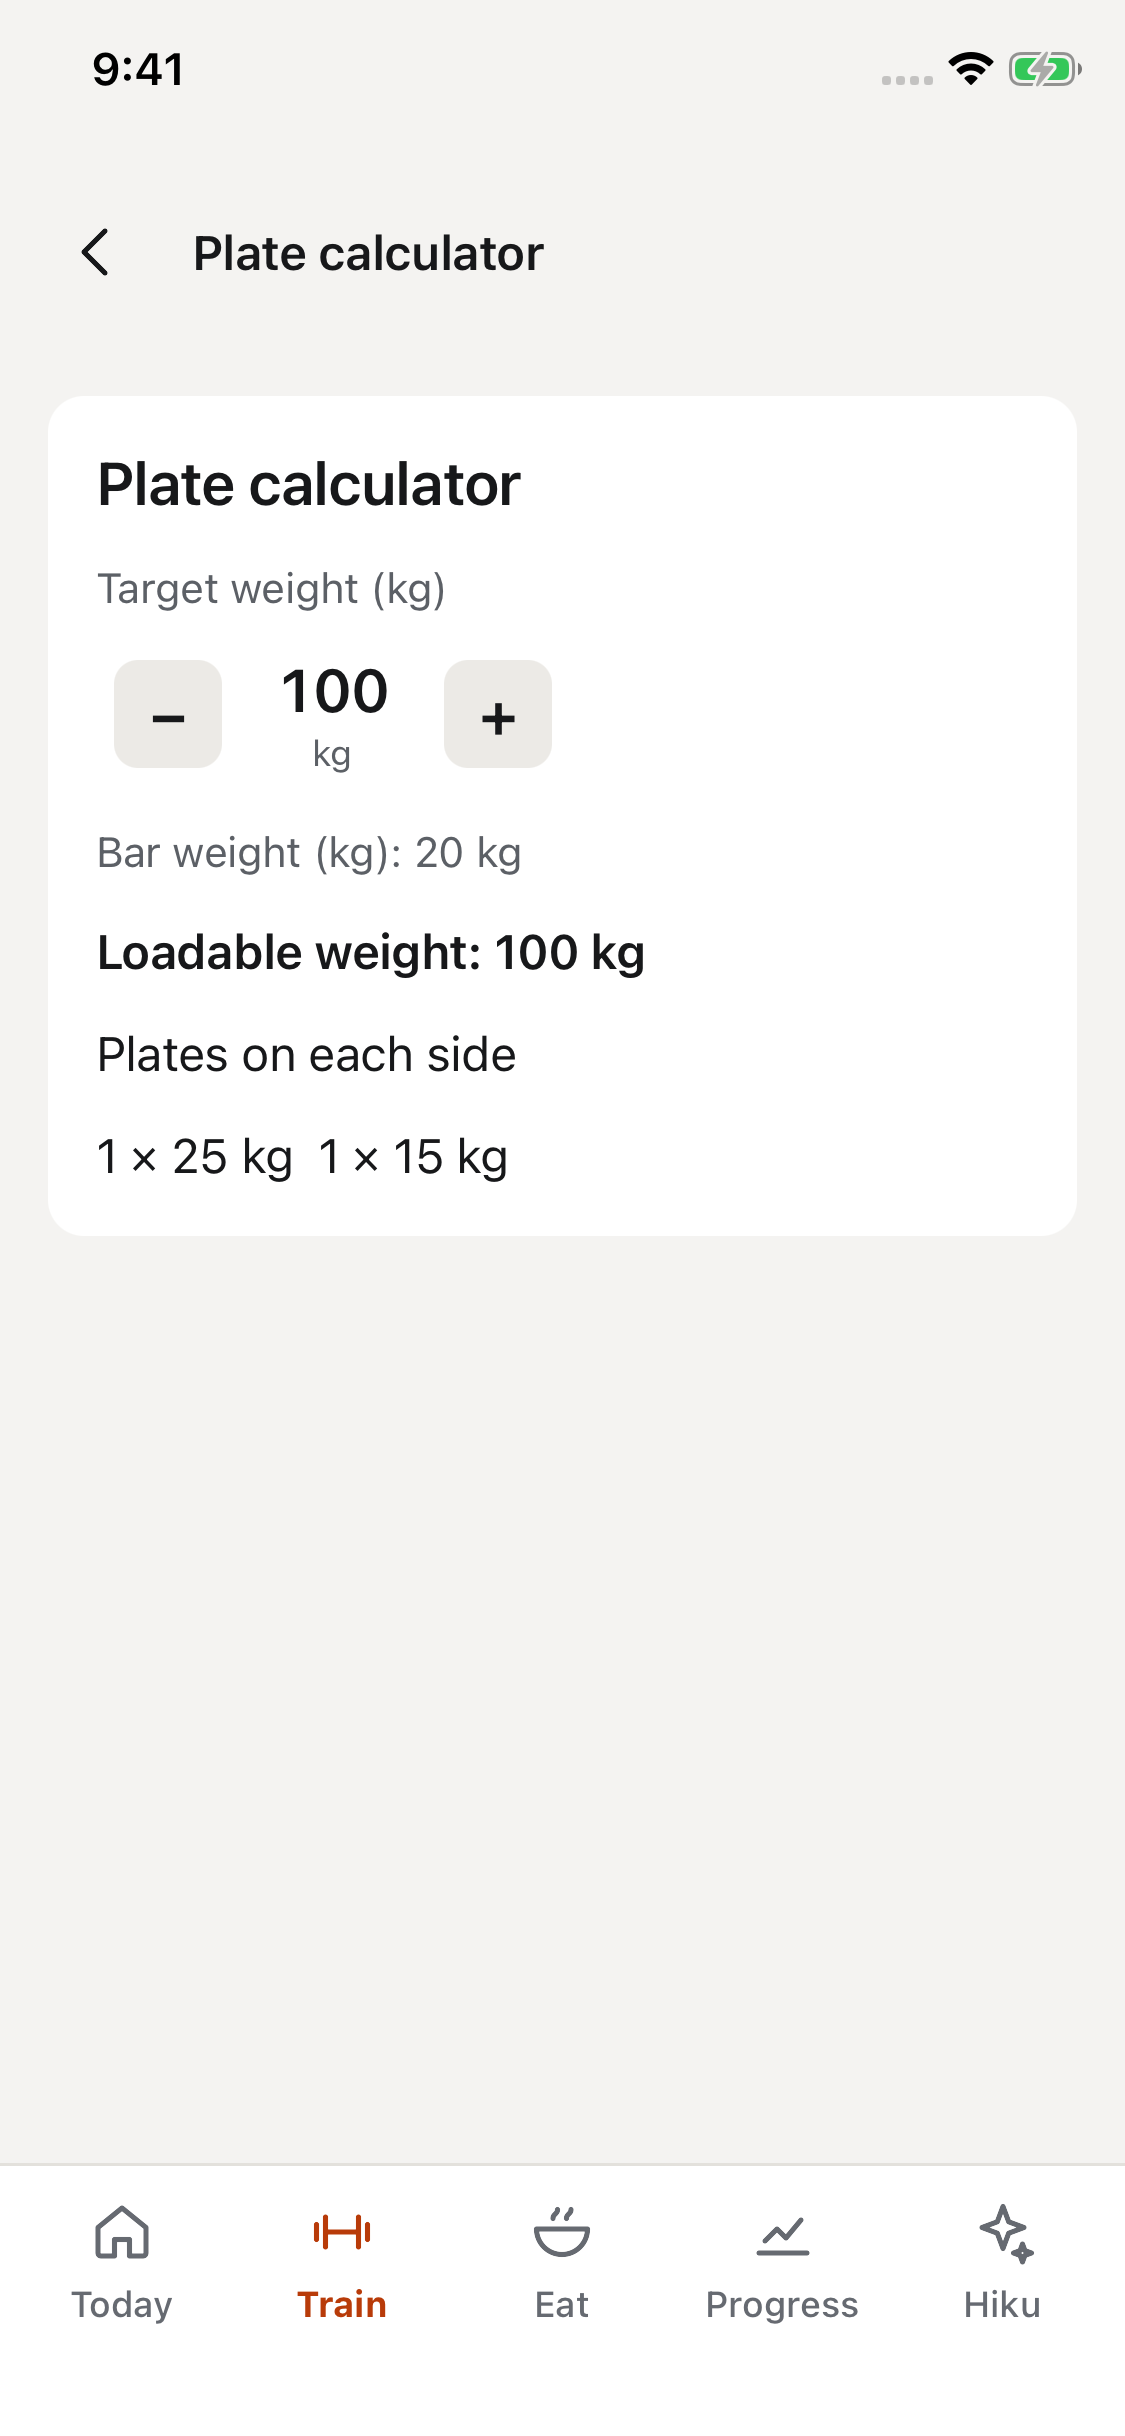 9:41
Plate calculator
Plate calculator
Target weight (kg)
− 100 +
kg
Bar weight (kg): 20 kg
Loadable weight: 100 kg
Plates on each side
1 × 25 kg 1 × 15 kg
Today Train Eat Progress Hiku